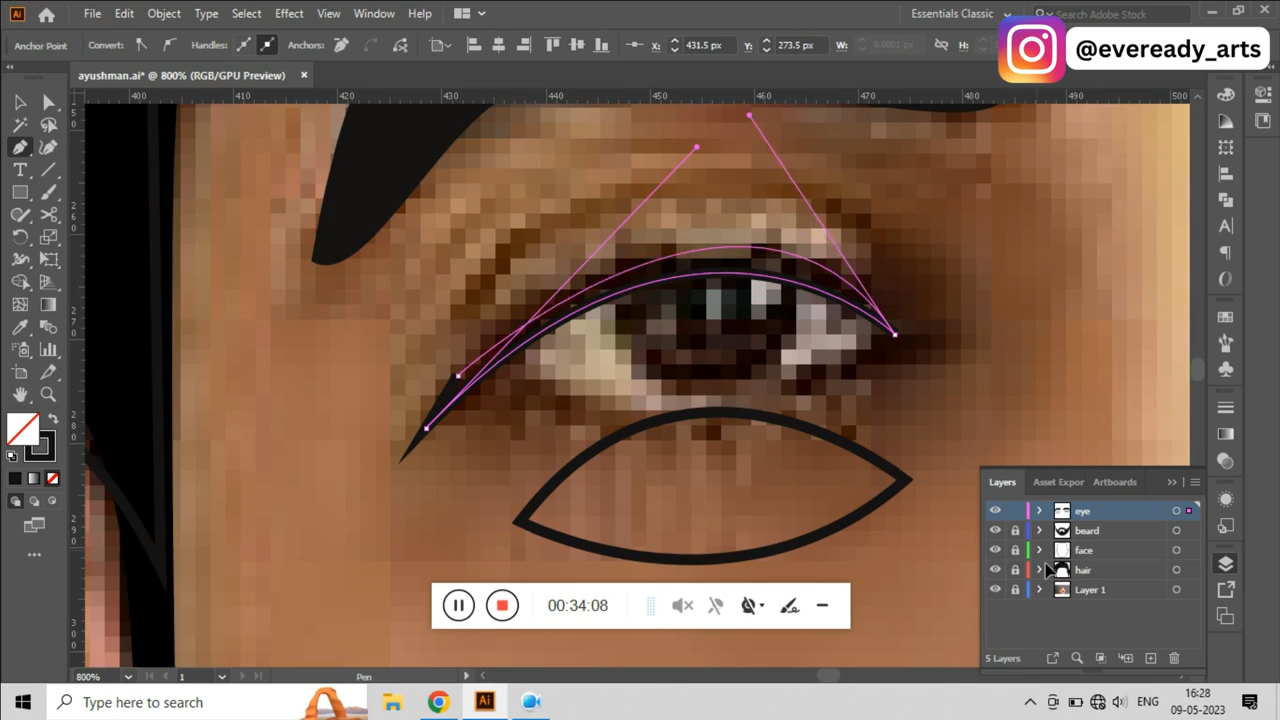 Ai
File Edit Object Type Select Effect View Window Help
Essentials Classic
Search Adobe Stock
@eveready_arts
Anchor Point Convert: Handles: Anchors: X: 431.5 px Y: 273.5 px W: 0.0001 px H:
ayushman.ai* @ 800% (RGB/GPU Preview)
400 410 420 430 440 450 460 470 480 490 500
Layers Asset Expor Artboards
eye
beard
face
hair
Layer 1
5 Layers
00:34:08
800% 1 Pen
Type here to search
Ai
ENG
16:28
09-05-2023